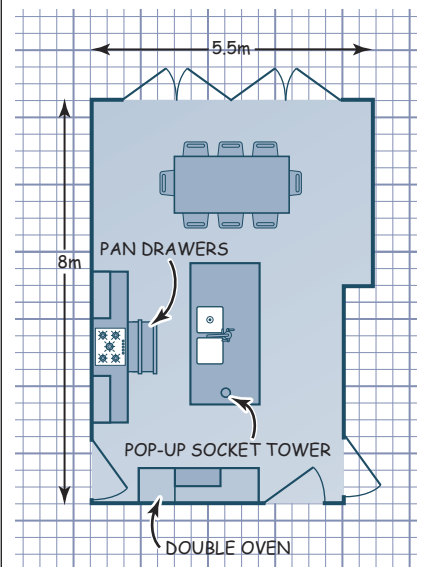 5.5m
PAN DRAWERS
8m
POP-UP SOCKET TOWER
DOUBLE OVEN